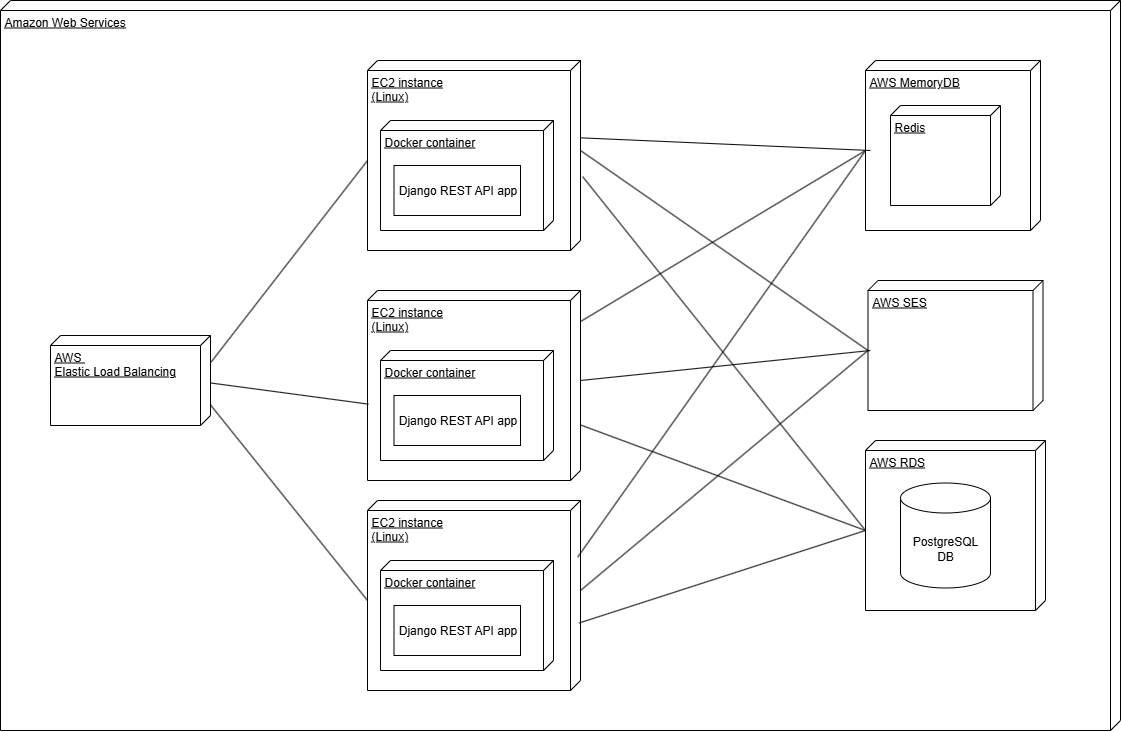 Amazon Web Services
EC2 instance
(Linux)
Docker container
Django REST API app
AWS MemoryDB
Redis
EC2 instance
(Linux)
Docker container
Django REST API app
AWS SES
AWS
Elastic Load Balancing
EC2 instance
(Linux)
Docker container
Django REST API app
AWS RDS
PostgreSQL
DB